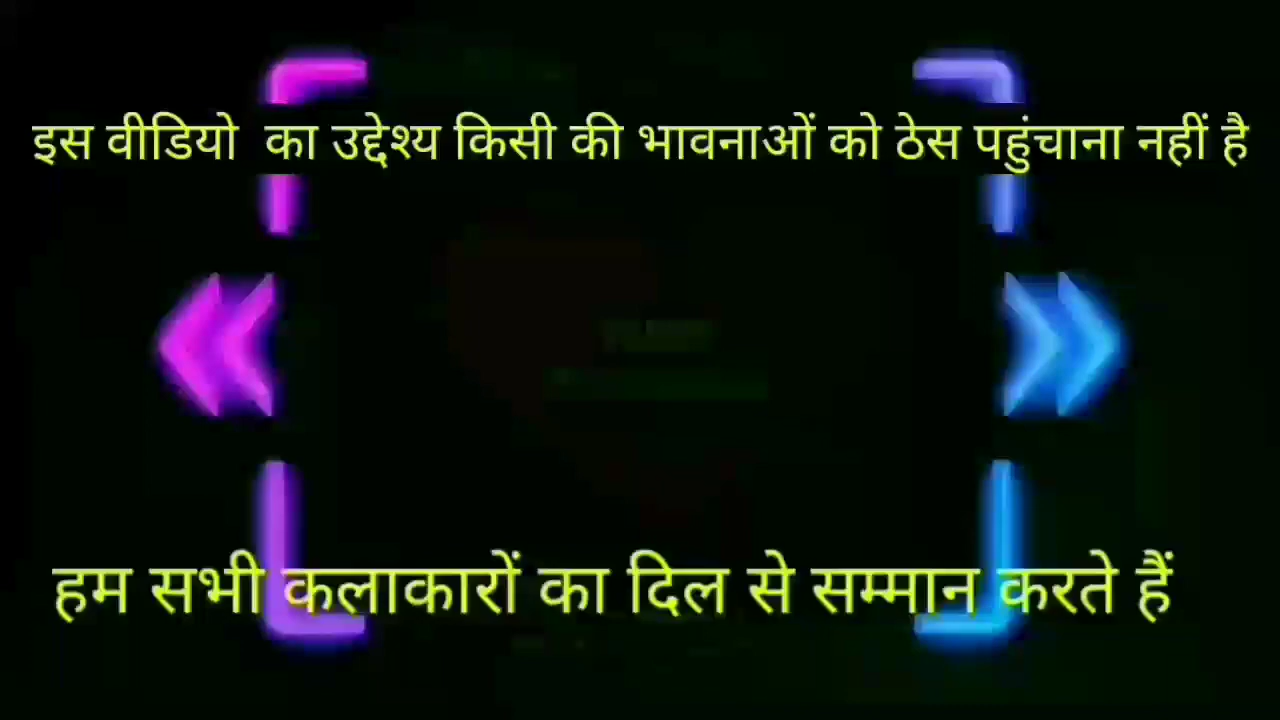 इस वीडियो का उद्देश्य किसी की भावनाओं को ठेस पहुंचाना नहीं है
हम सभी कलाकारों का दिल से सम्मान करते हैं